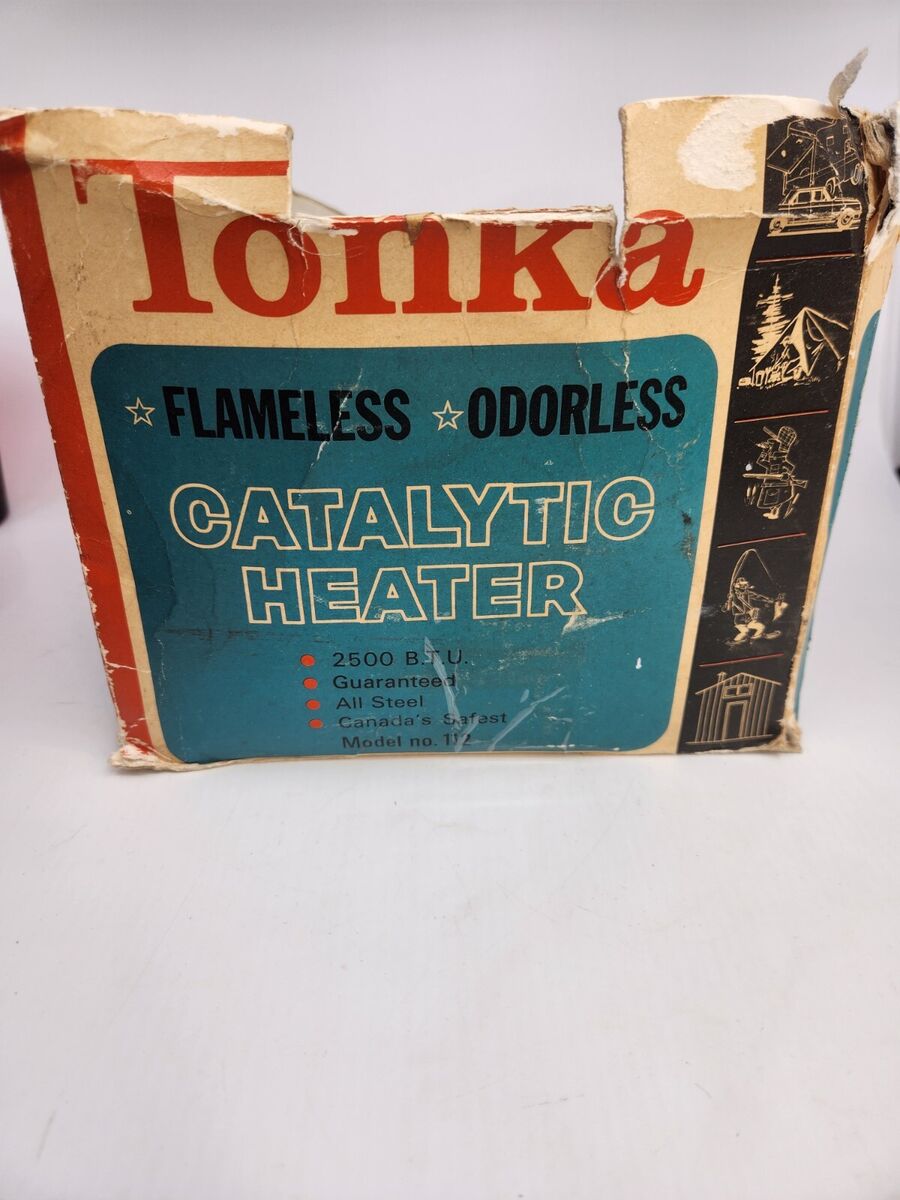 Tonka
☆ FLAMELESS ☆ ODORLESS
CATALYTIC
HEATER
• 2500 B.T.U.
• Guaranteed
• All Steel
• Canada's Safest
Model no. 112